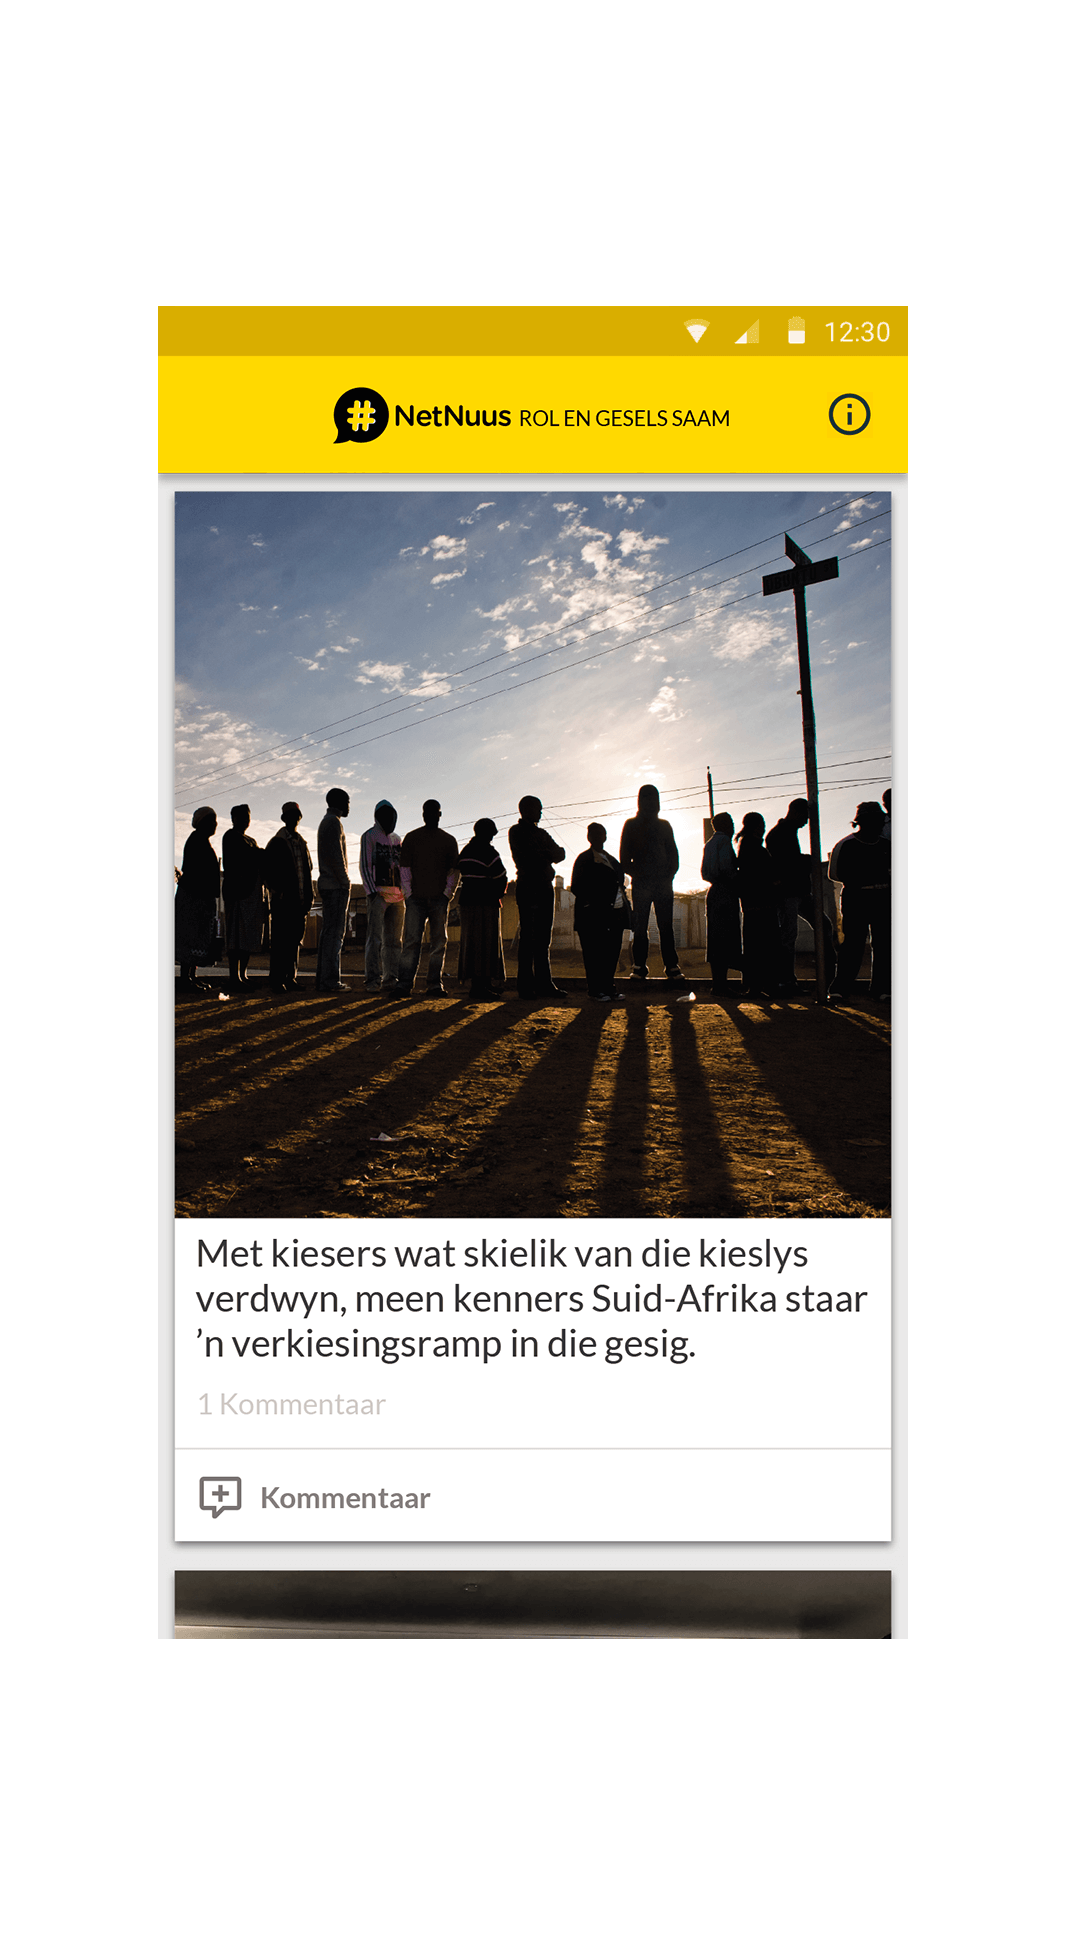 12:30
# NetNuus ROL EN GESELS SAAM
Met kiesers wat skielik van die kieslys
verdwyn, meen kenners Suid-Afrika staar
’n verkiesingsramp in die gesig.
1 Kommentaar
Kommentaar